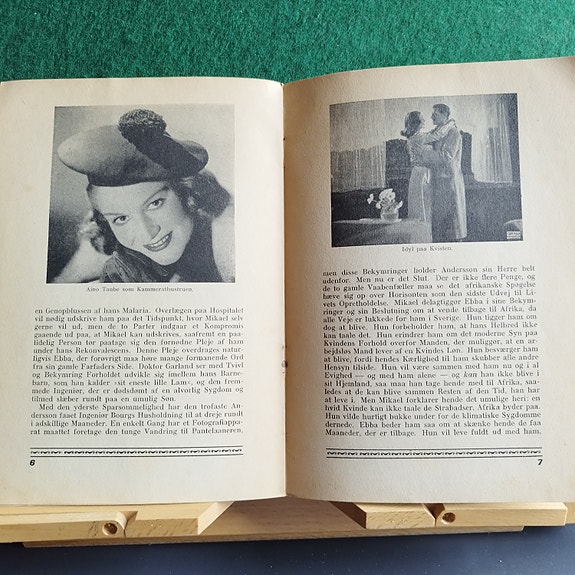 Aino Taube som Kammerathustruen.
en Genopblussen af hans Malaria. Overlægen paa Hospitalet
vil nødig udskrive ham paa det Tidspunkt, hvor Mikael selv
gerne vil ud, men de to Parter indgaar et Kompromis
gaaende ud paa, at Mikael kan udskrives, saafremt en paa-
lidelig Person tør paatage sig den fornødne Pleje af ham
under hans Rekonvalescens. Denne Pleje overdrages natur-
ligvis Ebba, der forøvrigt maa høre mange formanende Ord
fra sin gamle Farfaders Side. Doktor Garland ser med stor
Tvivl og Bekymring Forholdet udvikle sig imellem hans Barne-
barn, som han kalder «sit eneste lille Lam», og den frem-
mede Ingeniør, der er dødsdømt af en alvorlig Sygdom og
tilmed slæber rundt paa en umulig Søn.
Med den yderste Sparsommelighed har den trofaste An-
dersson faaet Ingeniør Bourgs Husholdning til at dreje rundt
i adskillige Maaneder. En enkelt Gang har et Fotografiappa-
rat maattet foretage den tunge Vandring til Pantelaaneren,
6
Idyl paa Kvisten.
men disse Bekymringer holder Andersson sin Herre helt
udenfor. Men nu er det Slut. Der er ikke flere Penge, og
de to gamle Vaabenfæller maa se det afrikanske Spøgelse
hæve sig op over Horisonten som den sidste Udvej til Li-
vets Opretholdelse. Mikael delagtiggør Ebba i sine Bekym-
ringer og sin Beslutning om at vende tilbage til Afrika, da
alle Veje er lukkede for ham i Sverige. Hun tigger ham om
dog at blive. Hun forbeholder ham, at hans Helbred ikke
kan taale det. Hun erindrer ham om det moderne Syn paa
Kvindens Forhold overfor Manden, der muliggør, at en ar-
bejdsløs Mand lever af en Kvindes Løn. Hun besværger ham
at blive, fordi hendes Kærlighed til ham skubber alle andre
Hensyn tilside. Hun vil være sammen med ham nu og i al
Evighed — og med ham alene — og kan han ikke blive i
sit Hjemland, saa maa han tage hende med til Afrika, saa-
ledes at de kan blive sammen Resten af den Tid, han har
at leve i. Men Mikael forklarer hende det umulige heri: en
hvid Kvinde kan ikke taale de Strabadser, Afrika byder paa.
Hun vilde hurtigt bukke under for de klimatiske Sygdomme
dernede. Ebba beder ham saa om at skænke hende de faa
Maaneder, der er tilbage. Hun vil leve fuldt ud med ham.
7